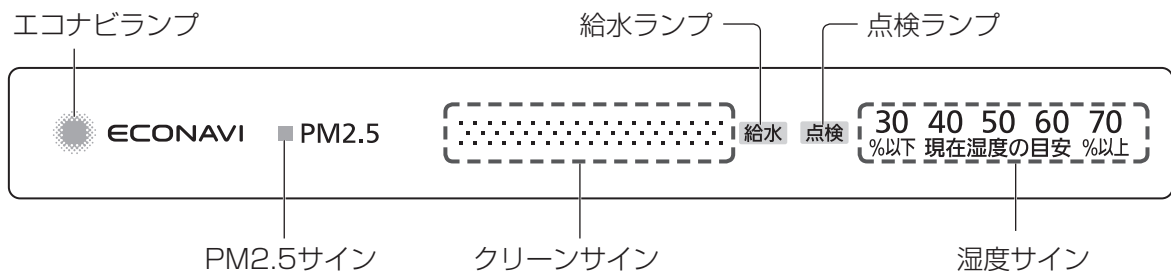 エコナビランプ
給水ランプ
点検ランプ
ECONAVI
PM2.5
給水
点検
30 40 50 60 70
%以下 現在湿度の目安 %以上
PM2.5サイン
クリーンサイン
湿度サイン